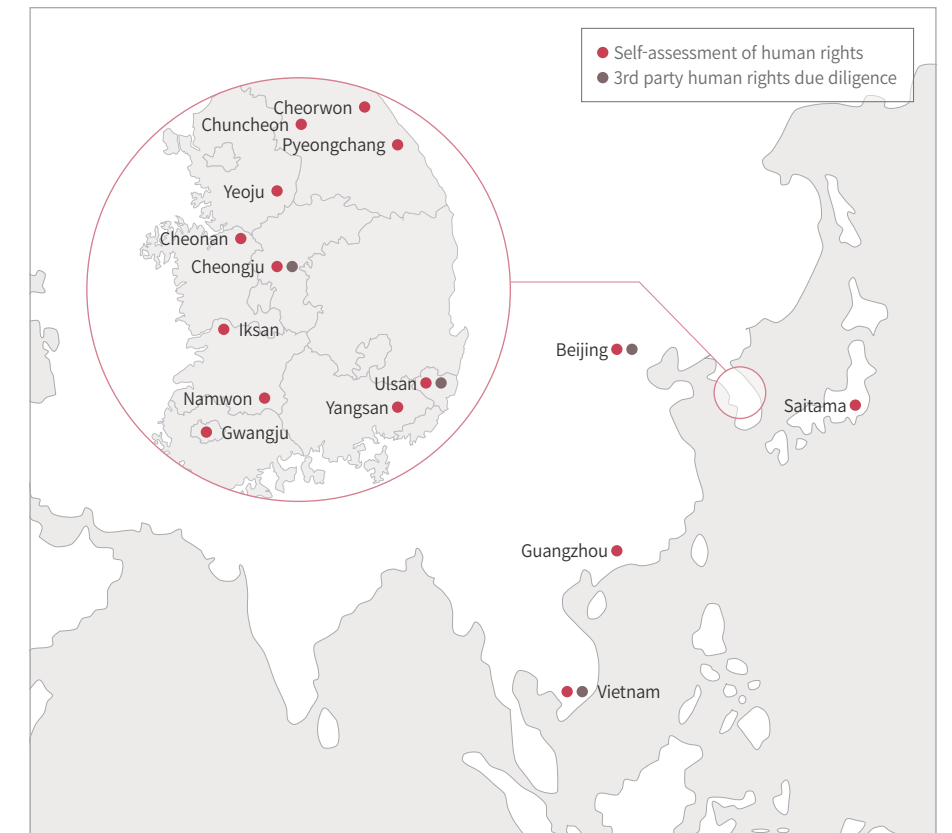 Self-assessment of human rights
3rd party human rights due diligence
Cheorwon
Chuncheon
Pyeongchang
Yeoju
Cheonan
Cheongju
Iksan
Beijing
Ulsan
Namwon
Yangsan
Saitama
Gwangju
Guangzhou
Vietnam